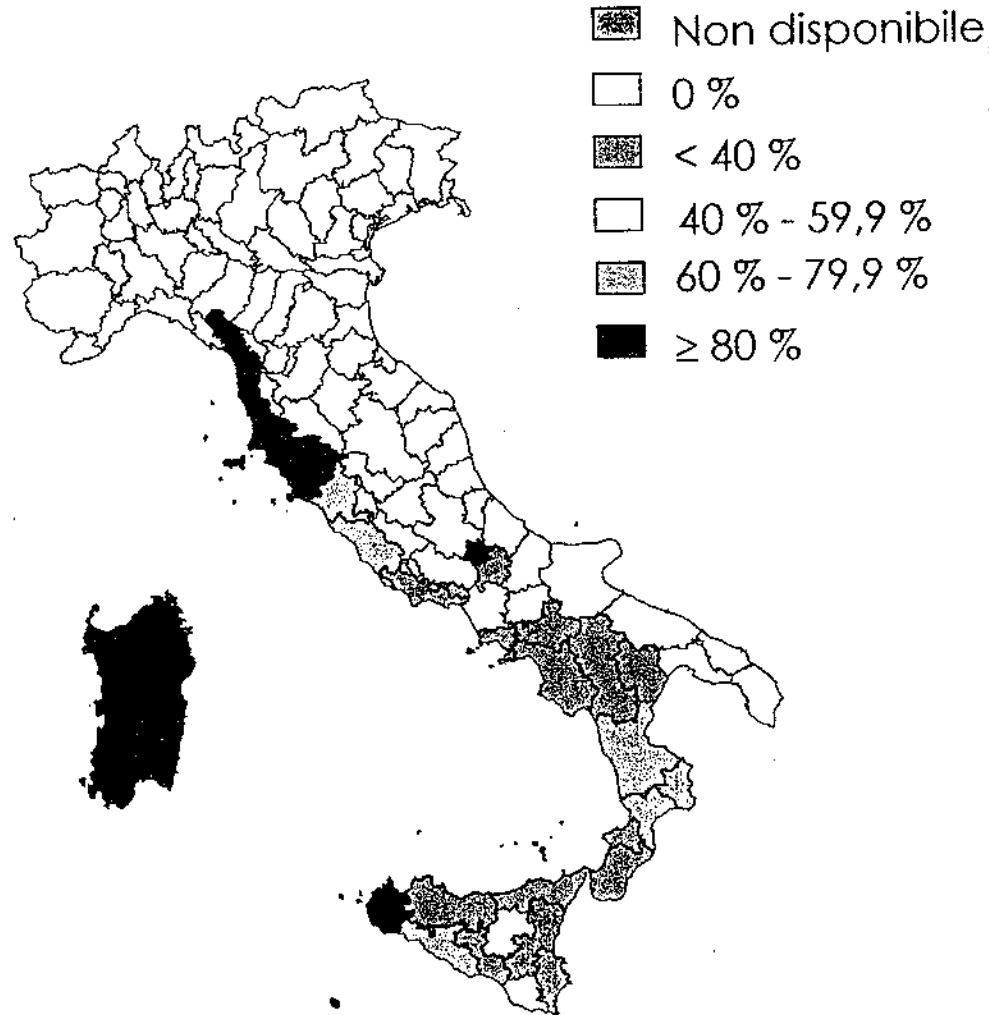 Non disponibile
0 %
< 40 %
40 % - 59,9 %
60 % - 79,9 %
≥ 80 %